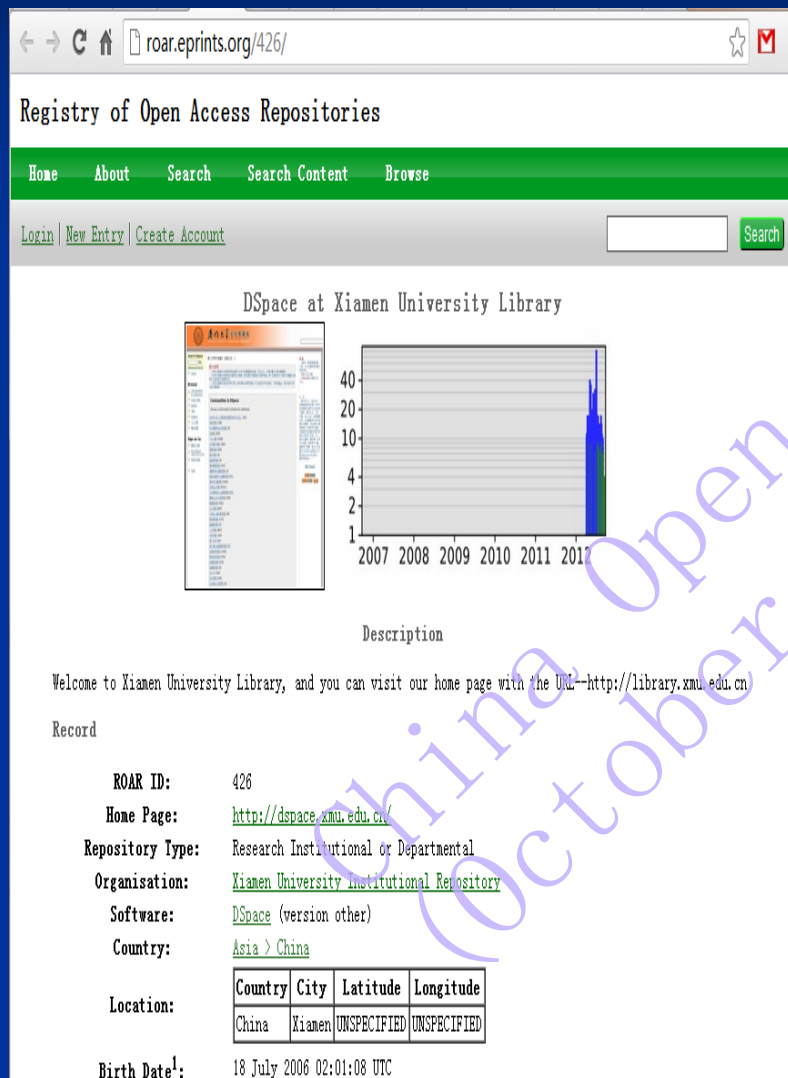 roar.eprints.org/426/
Registry of Open Access Repositories
Home About Search Search Content Browse
Login | New Entry | Create Account
Search
DSpace at Xiamen University Library
40
20
10
4
2
1
2007 2008 2009 2010 2011 2012
Description
Welcome to Xiamen University Library, and you can visit our home page with the URL--http://library.xmu.edu.cn
Record
ROAR ID: 426
Home Page: http://dspace.xmu.edu.cn/
Repository Type: Research Institutional or Departmental
Organisation: Xiamen University Institutional Repository
Software: DSpace (version other)
Country: Asia > China
Location:
Country City Latitude Longitude
China Xiamen UNSPECIFIED UNSPECIFIED
Birth Date1: 18 July 2006 02:01:08 UTC
China Open
(October